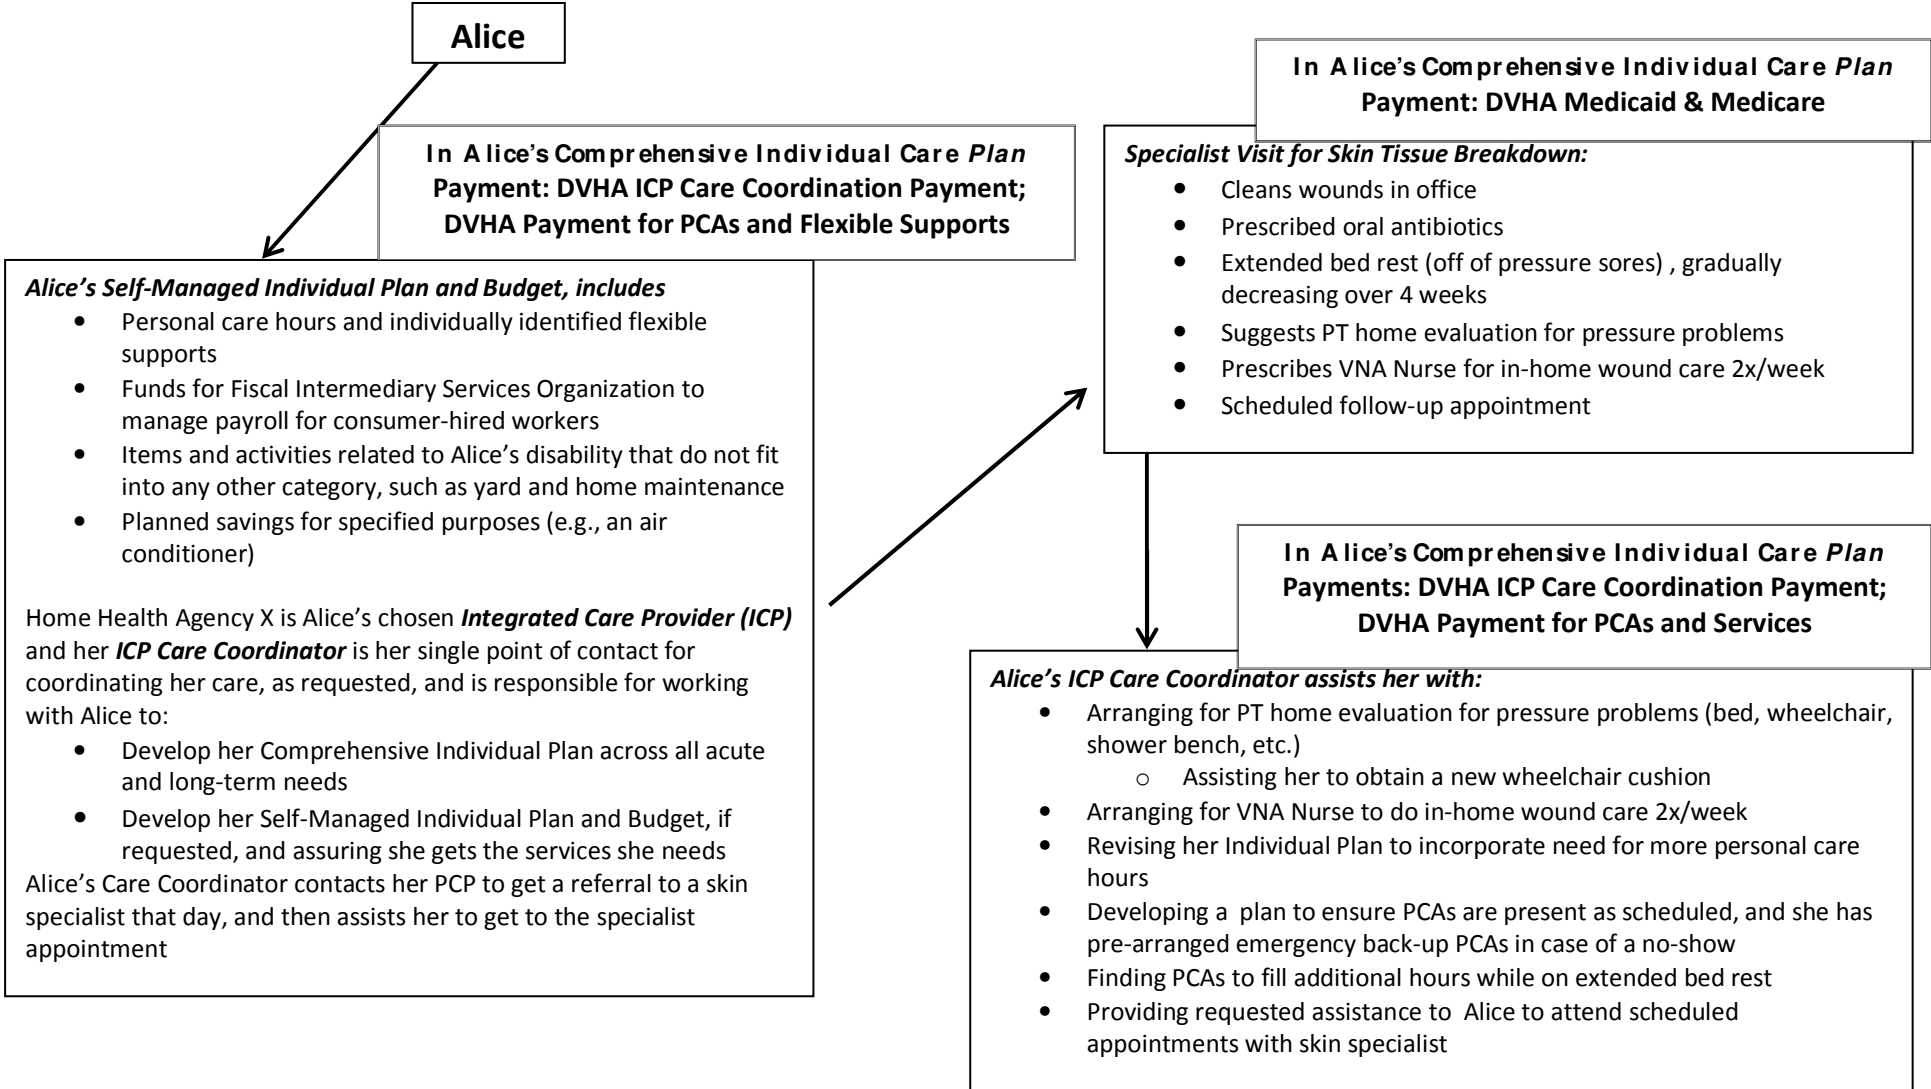 Alice
In Alice’s Comprehensive Individual Care Plan
Payment: DVHA ICP Care Coordination Payment;
DVHA Payment for PCAs and Flexible Supports
Alice’s Self-Managed Individual Plan and Budget, includes
• Personal care hours and individually identified flexible
supports
• Funds for Fiscal Intermediary Services Organization to
manage payroll for consumer-hired workers
• Items and activities related to Alice’s disability that do not fit
into any other category, such as yard and home maintenance
• Planned savings for specified purposes (e.g., an air
conditioner)
Home Health Agency X is Alice’s chosen Integrated Care Provider (ICP)
and her ICP Care Coordinator is her single point of contact for
coordinating her care, as requested, and is responsible for working
with Alice to:
• Develop her Comprehensive Individual Plan across all acute
and long-term needs
• Develop her Self-Managed Individual Plan and Budget, if
requested, and assuring she gets the services she needs
Alice’s Care Coordinator contacts her PCP to get a referral to a skin
specialist that day, and then assists her to get to the specialist
appointment
In Alice’s Comprehensive Individual Care Plan
Payment: DVHA Medicaid & Medicare
Specialist Visit for Skin Tissue Breakdown:
• Cleans wounds in office
• Prescribed oral antibiotics
• Extended bed rest (off of pressure sores) , gradually
decreasing over 4 weeks
• Suggests PT home evaluation for pressure problems
• Prescribes VNA Nurse for in-home wound care 2x/week
• Scheduled follow-up appointment
In Alice’s Comprehensive Individual Care Plan
Payments: DVHA ICP Care Coordination Payment;
DVHA Payment for PCAs and Services
Alice’s ICP Care Coordinator assists her with:
• Arranging for PT home evaluation for pressure problems (bed, wheelchair,
shower bench, etc.)
o Assisting her to obtain a new wheelchair cushion
• Arranging for VNA Nurse to do in-home wound care 2x/week
• Revising her Individual Plan to incorporate need for more personal care
hours
• Developing a plan to ensure PCAs are present as scheduled, and she has
pre-arranged emergency back-up PCAs in case of a no-show
• Finding PCAs to fill additional hours while on extended bed rest
• Providing requested assistance to Alice to attend scheduled
appointments with skin specialist